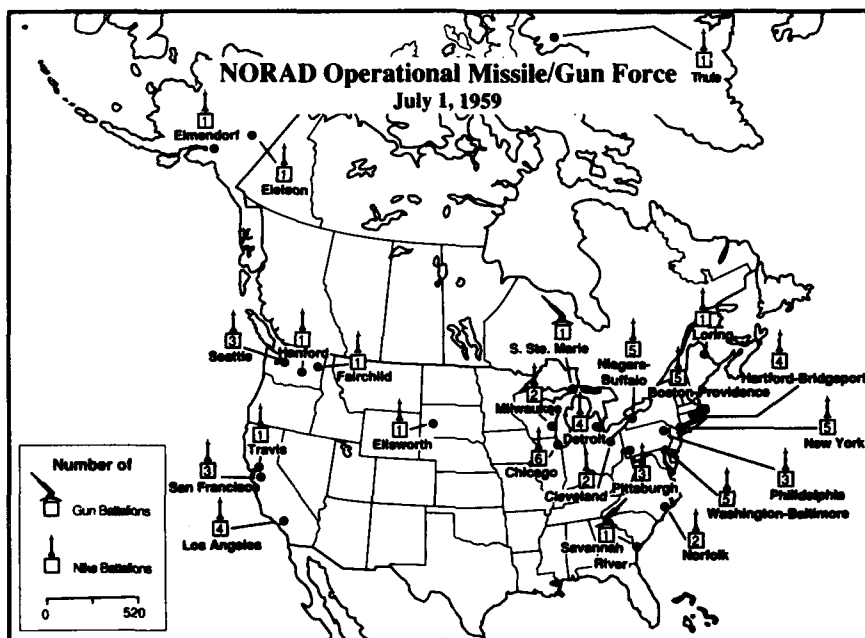 NORAD Operational Missile/Gun Force
July 1, 1959
1
Thule
1
Elmendorf
1
Eielson
3
Seattle
1
Hanford
1
Fairchild
1
S. Ste. Marie
5
Niagara-
Buffalo
1
Loring
4
Hartford-Bridgeport
5
Boston-Providence
2
Milwaukee
4
Detroit
1
Ellsworth
1
Travis
5
New York
6
Chicago
2
Cleveland
3
Pittsburgh
3
Philidelphia
5
Washington-Baltimore
3
San Francisco
4
Los Angeles
1
Savannah
River
2
Norfolk
Number of
Gun Battalions
Nike Battalions
0
520